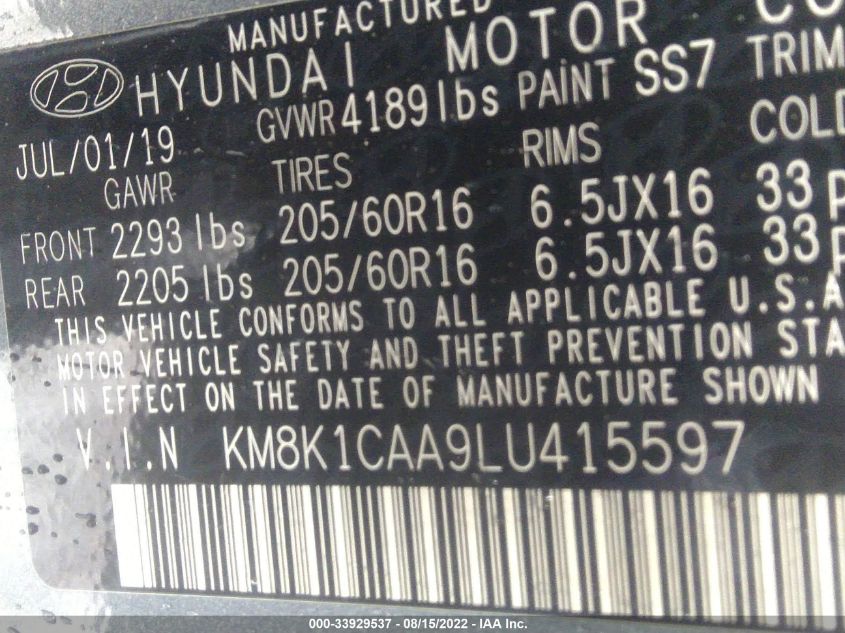 MANUFACTURED
HYUNDAI MOTOR CO
JUL/01/19 GVWR 4189 lbs PAINT SS7 TRIM
GAWR TIRES RIMS COLD
FRONT 2293 lbs 205/60R16 6.5JX16 33 p
REAR 2205 lbs 205/60R16 6.5JX16 33 p
THIS VEHICLE CONFORMS TO ALL APPLICABLE U.S.A
MOTOR VEHICLE SAFETY AND THEFT PREVENTION STA
IN EFFECT ON THE DATE OF MANUFACTURE SHOWN
V.I.N KM8K1CAA9LU415597
000-33929537 - 08/15/2022 - IAA Inc.